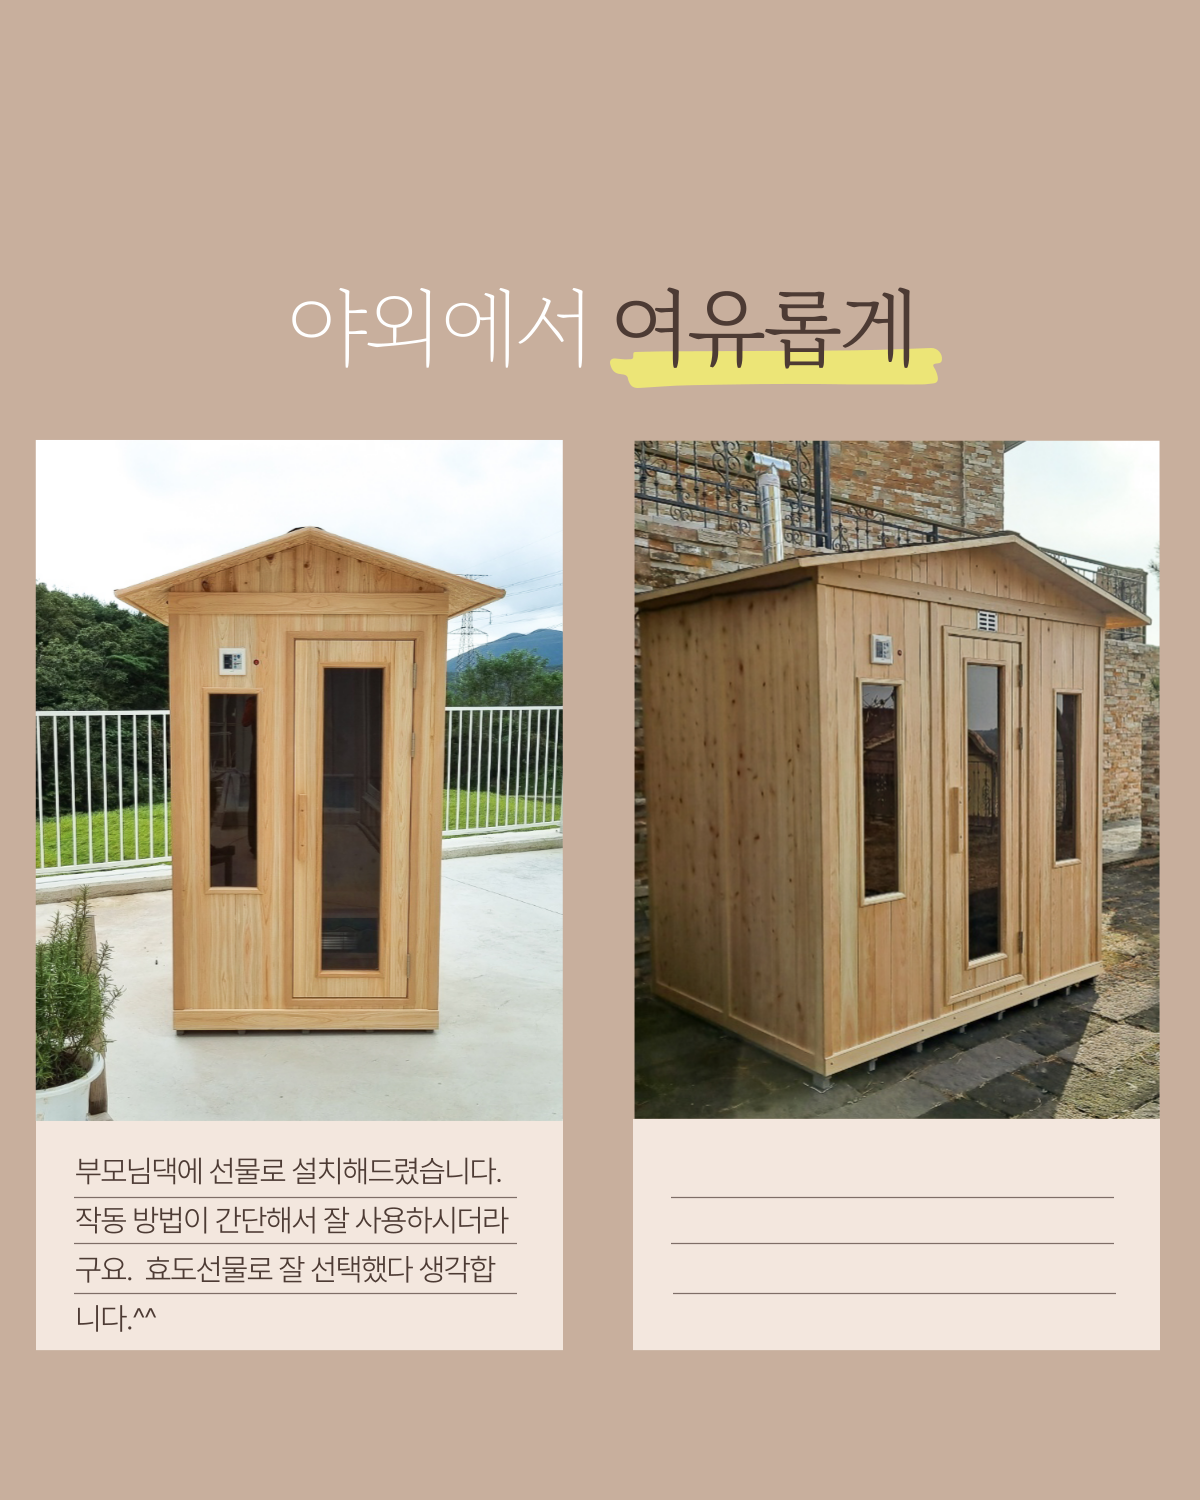 야외에서 여유롭게
부모님댁에 선물로 설치해드렸습니다.
작동 방법이 간단해서 잘 사용하시더라
구요. 효도선물로 잘 선택했다 생각합
니다.^^